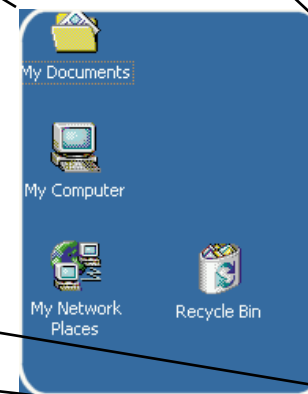 My Documents
My Computer
My Network
Places
Recycle Bin